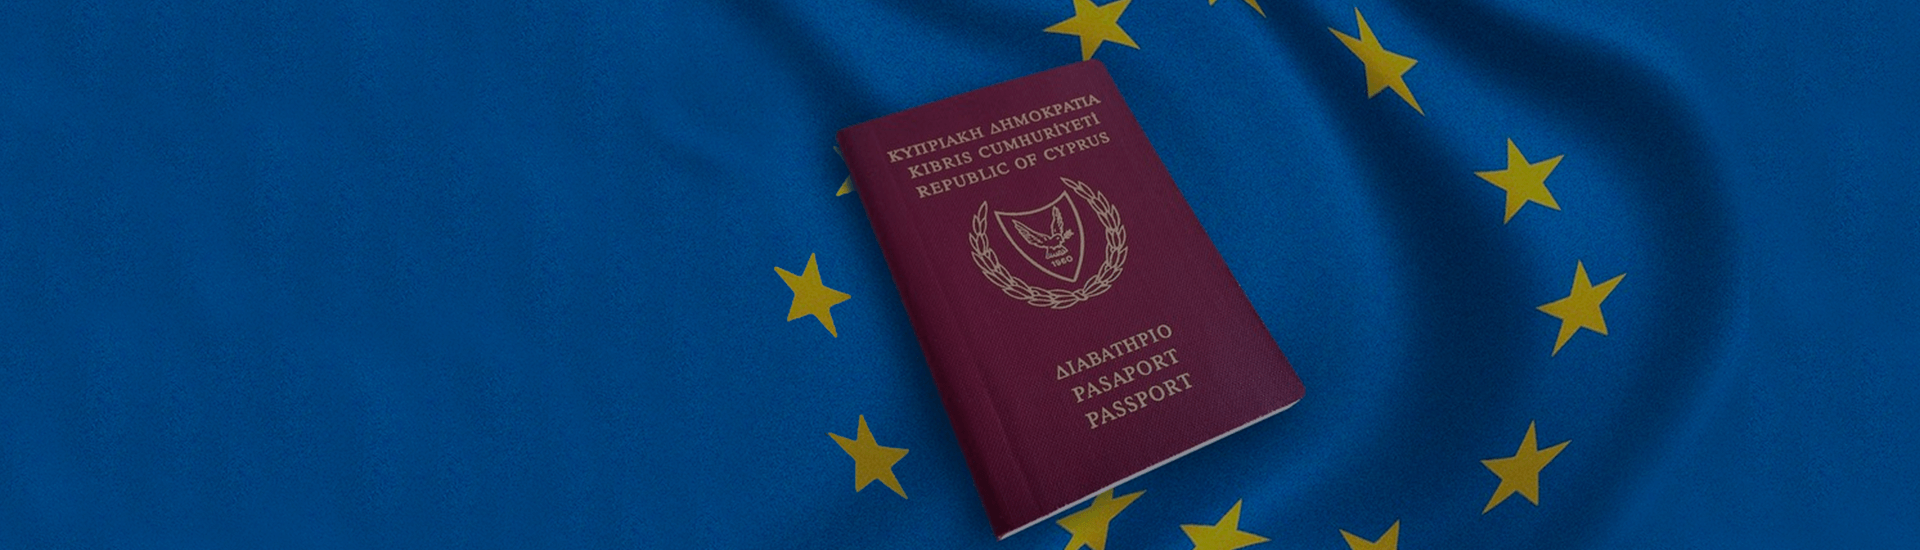 ΚΥΠΡΙΑΚΗ ΔΗΜΟΚΡΑΤΙΑ
KIBRIS CUMHURİYETİ
REPUBLIC OF CYPRUS
1960
ΔΙΑΒΑΤΗΡΙΟ
PASAPORT
PASSPORT